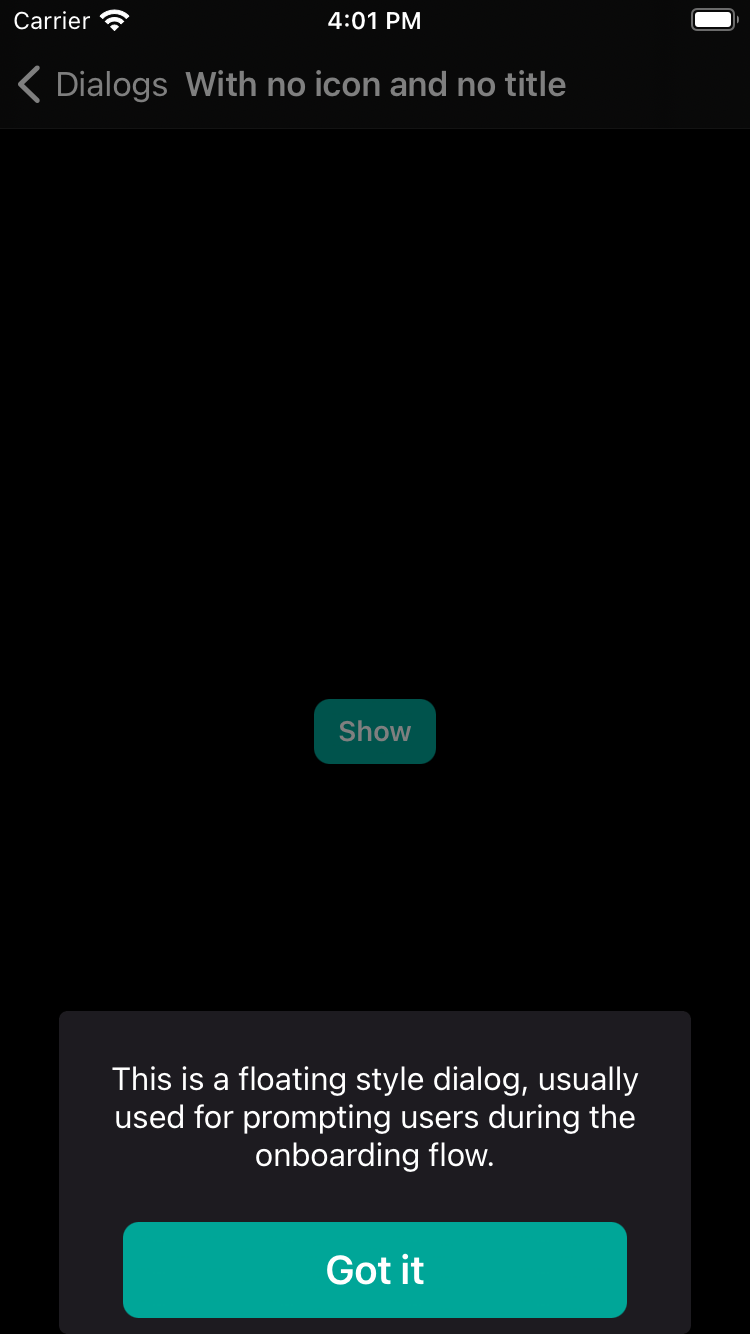 Carrier 4:01 PM
Dialogs With no icon and no title
Show
This is a floating style dialog, usually
used for prompting users during the
onboarding flow.
Got it